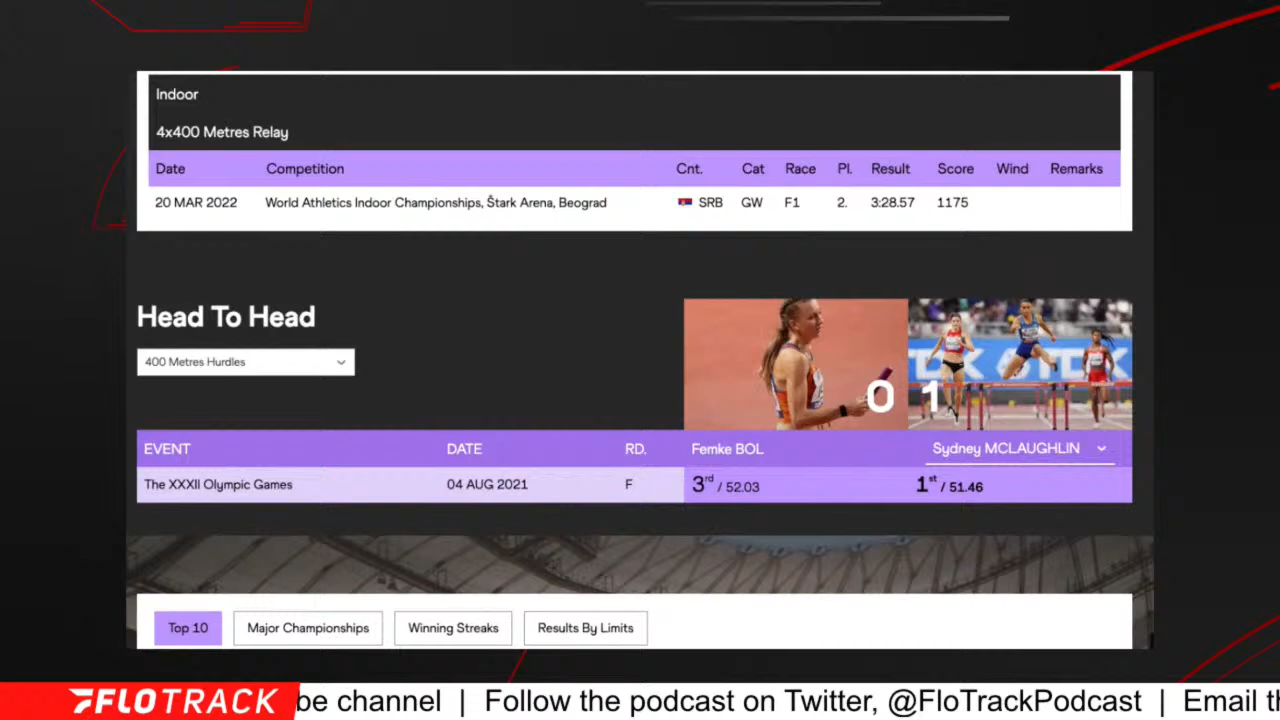 Indoor
4x400 Metres Relay
Date Competition Cnt. Cat Race Pl. Result Score Wind Remarks
20 MAR 2022 World Athletics Indoor Championships, Štark Arena, Beograd SRB GW F1 2. 3:28.57 1175
Head To Head
400 Metres Hurdles
0 1
EVENT DATE RD. Femke BOL Sydney MCLAUGHLIN
The XXXII Olympic Games 04 AUG 2021 F 3rd / 52.03 1st / 51.46
Top 10 Major Championships Winning Streaks Results By Limits
FLOTRACK be channel | Follow the podcast on Twitter, @FloTrackPodcast | Email th